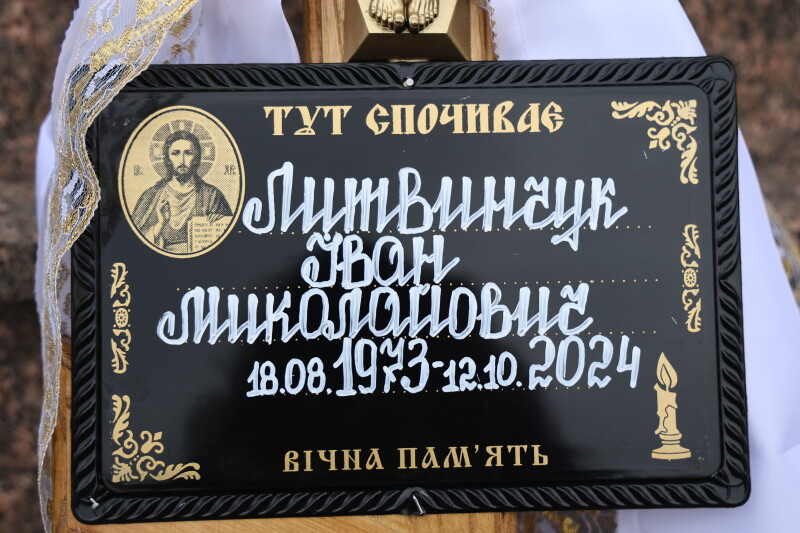 ТУТ СПОЧИВАЄ
Литвинчук
Іван
Миколайович
18.08.1973-12.10.2024
ВІЧНА ПАМ'ЯТЬ